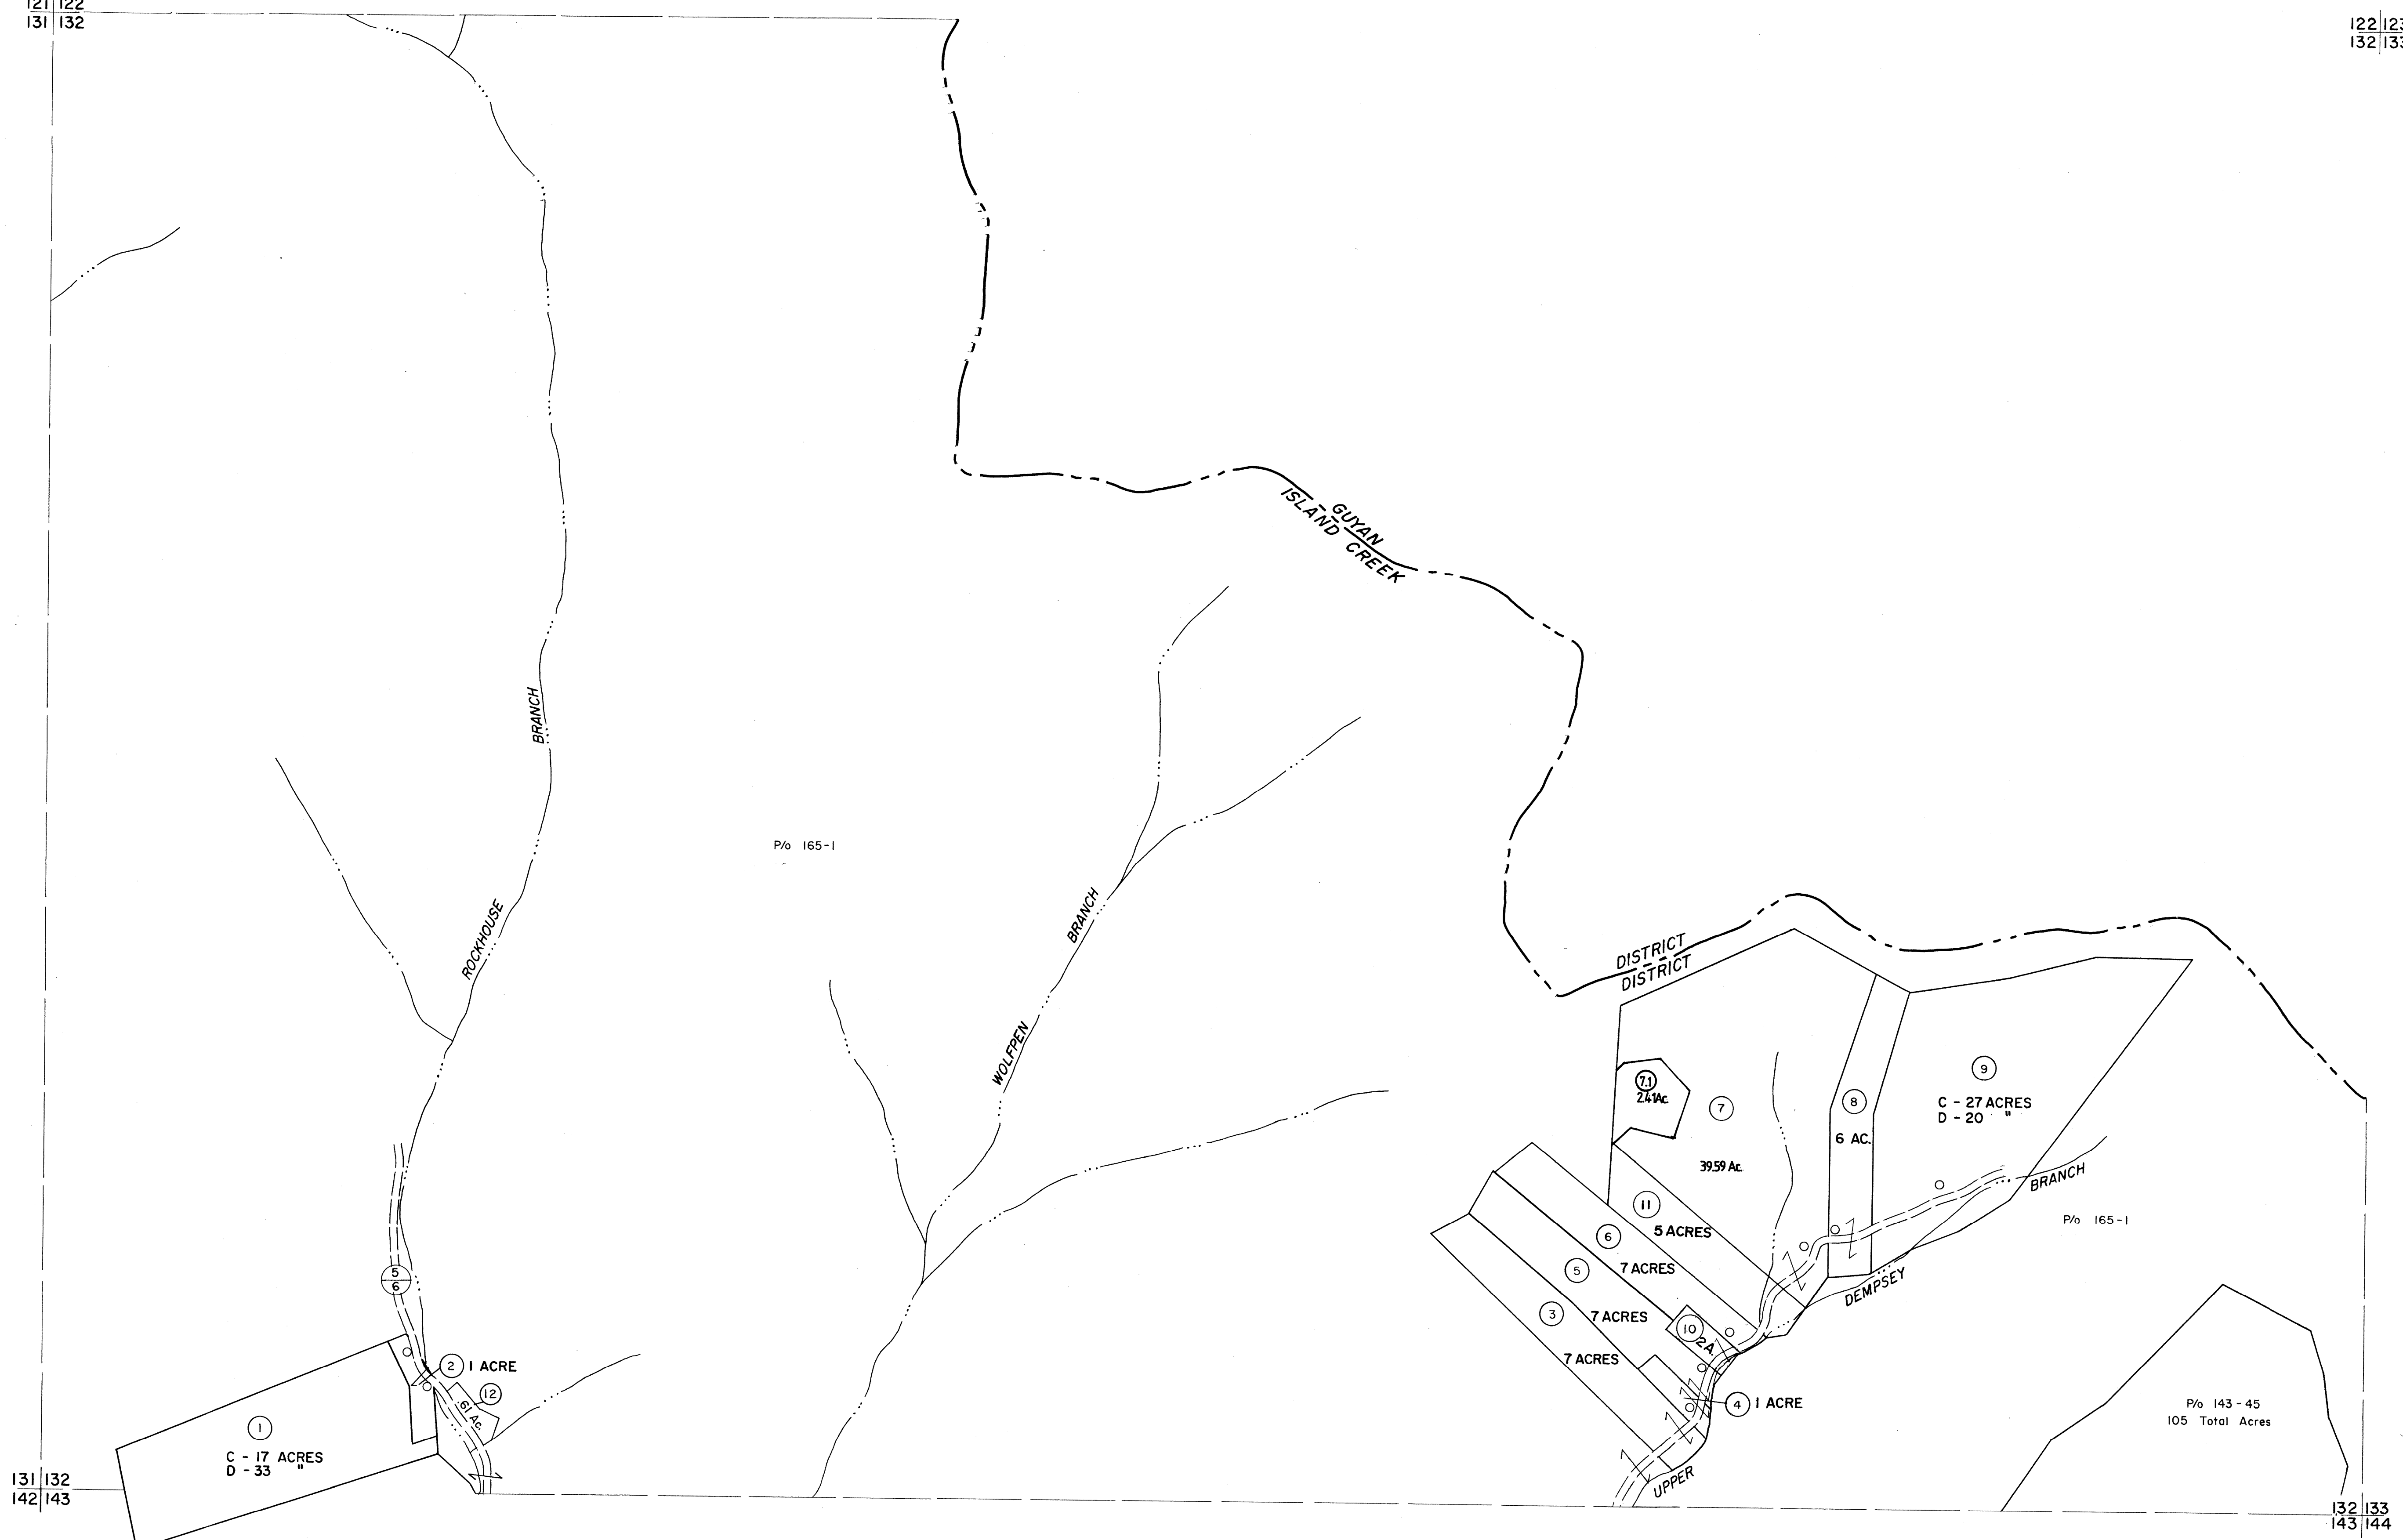 121 122
131 132
122 123
132 133
GUYAN
ISLAND CREEK
BRANCH
ROCKHOUSE
P/o 165-1
BRANCH
WOLFPEN
DISTRICT
DISTRICT
7.1
2.41Ac.
7
39.59 Ac.
8
6 AC.
9
C - 27 ACRES
D - 20 "
BRANCH
DEMPSEY
UPPER
P/o 165-1
11
5 ACRES
6
7 ACRES
5
7 ACRES
3
7 ACRES
10
2A.
4 1 ACRE
5
6
2 1 ACRE
12
.61 Ac.
1
C - 17 ACRES
D - 33 "
P/o 143-45
105 Total Acres
131 132
142 143
132 133
143 144